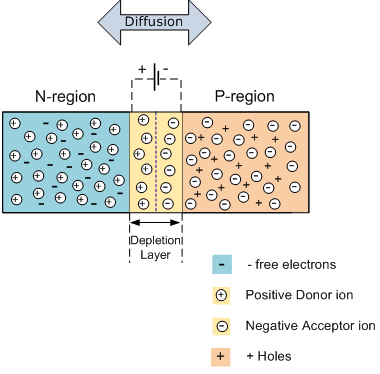 Diffusion
+ -
N-region
P-region
Depletion
Layer
- - free electrons
+ Positive Donor ion
- Negative Acceptor ion
+ + Holes